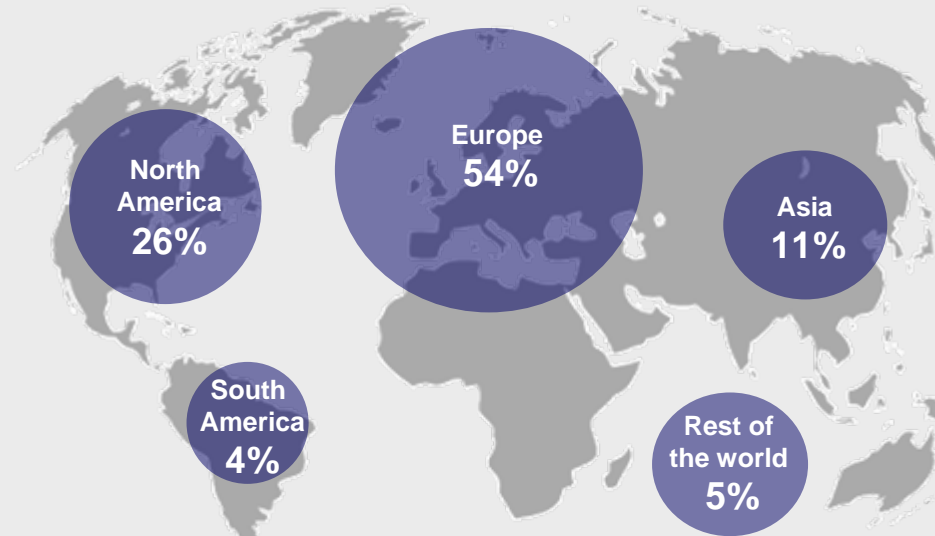 North
America
26%
Europe
54%
Asia
11%
South
America
4%
Rest of
the world
5%